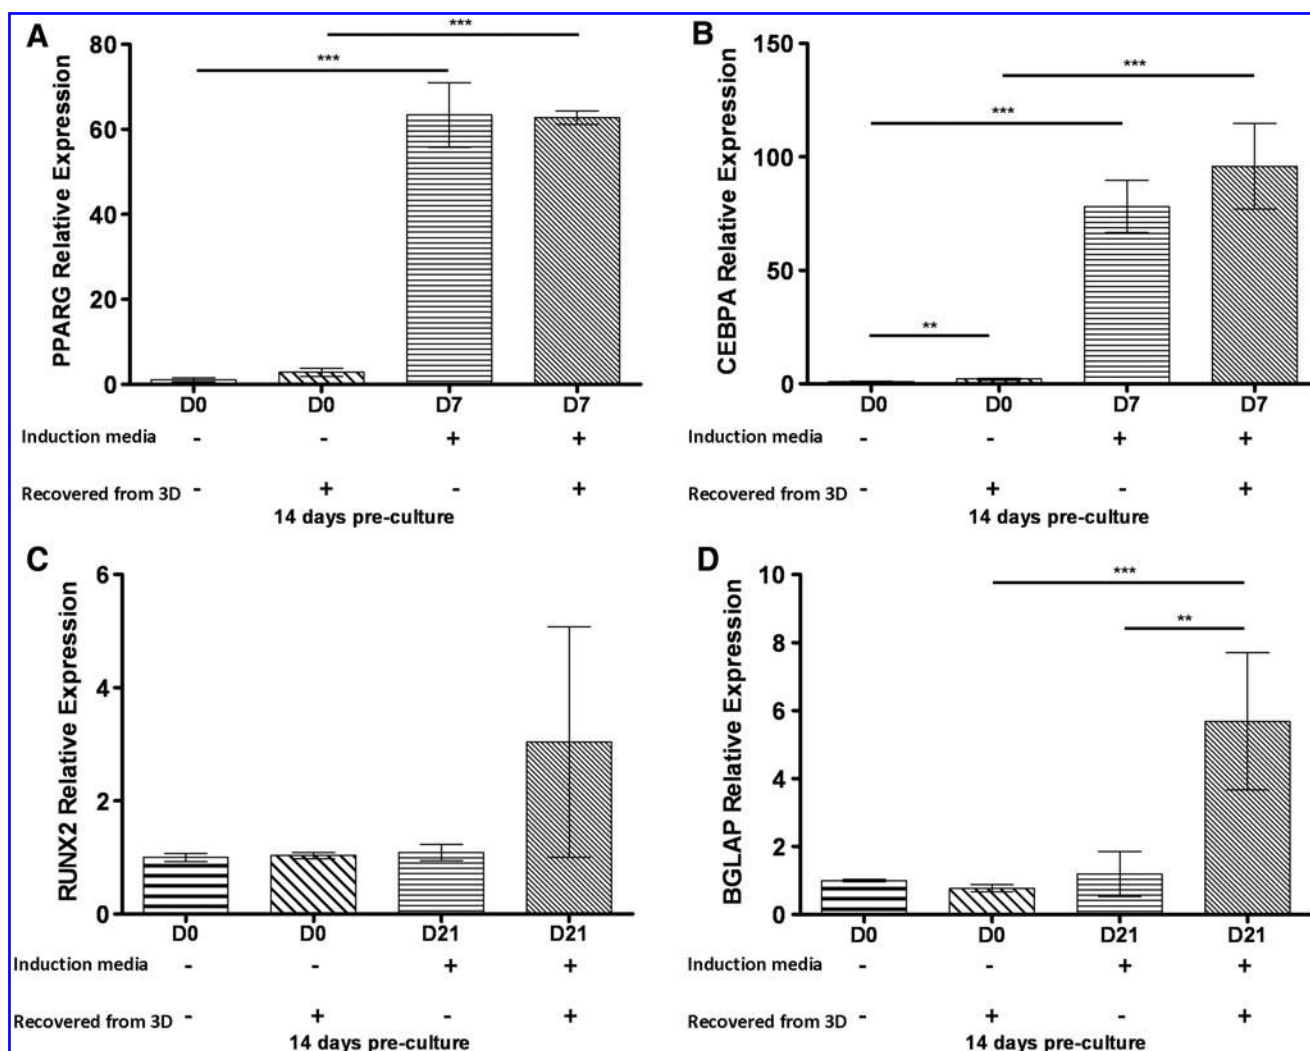 A
PPARG Relative Expression
80
60
40
20
0
***
***
D0 D0 D7 D7
Induction media - - + +
Recovered from 3D - + - +
14 days pre-culture
B
CEBPA Relative Expression
150
100
50
0
***
***
**
D0 D0 D7 D7
Induction media - - + +
Recovered from 3D - + - +
14 days pre-culture
C
RUNX2 Relative Expression
6
4
2
0
D0 D0 D21 D21
Induction media - - + +
Recovered from 3D - + - +
14 days pre-culture
D
BGLAP Relative Expression
10
8
6
4
2
0
***
**
D0 D0 D21 D21
Induction media - - + +
Recovered from 3D - + - +
14 days pre-culture